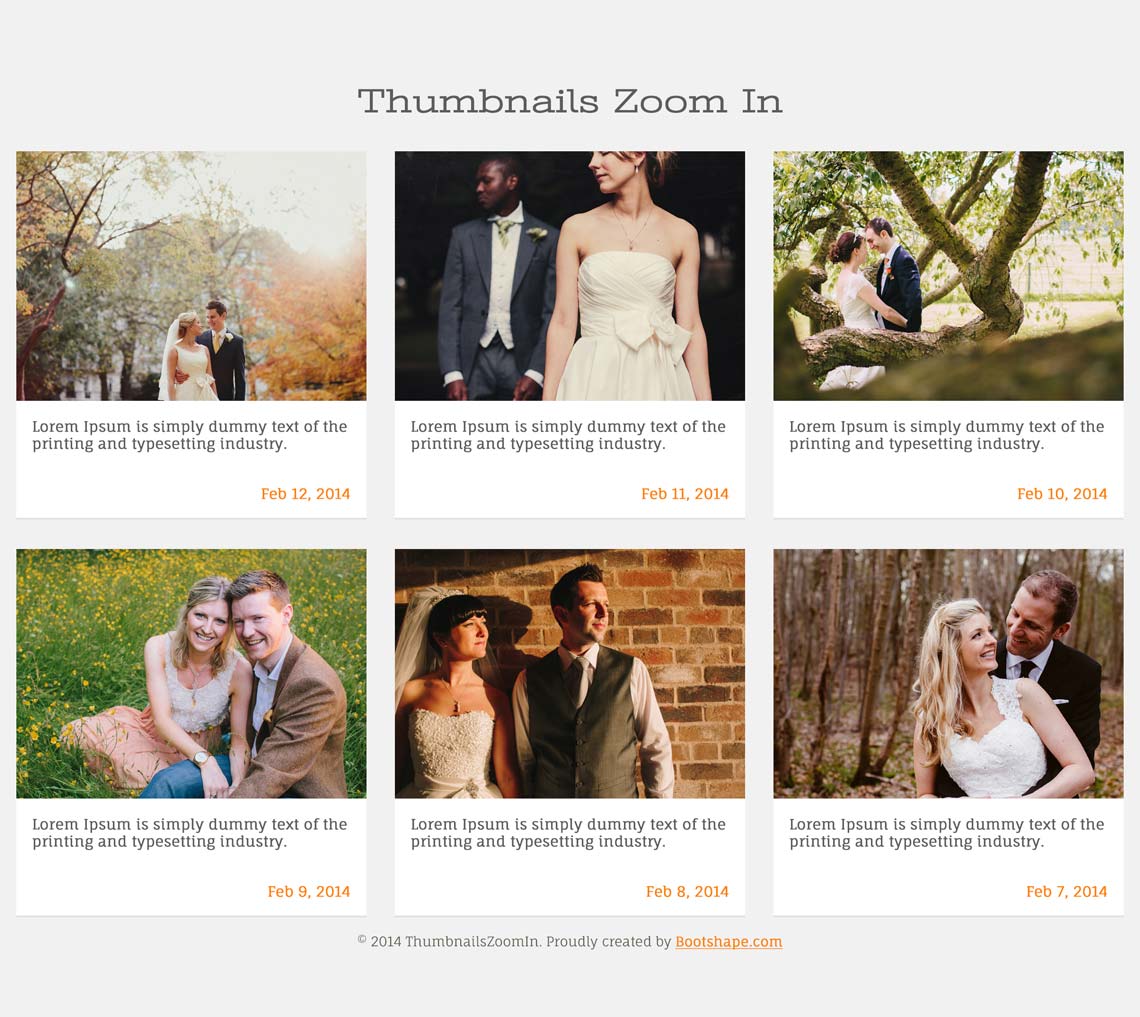 Thumbnails Zoom In
Lorem Ipsum is simply dummy text of the
printing and typesetting industry.
Feb 12, 2014
Lorem Ipsum is simply dummy text of the
printing and typesetting industry.
Feb 11, 2014
Lorem Ipsum is simply dummy text of the
printing and typesetting industry.
Feb 10, 2014
Lorem Ipsum is simply dummy text of the
printing and typesetting industry.
Feb 9, 2014
Lorem Ipsum is simply dummy text of the
printing and typesetting industry.
Feb 8, 2014
Lorem Ipsum is simply dummy text of the
printing and typesetting industry.
Feb 7, 2014
© 2014 ThumbnailsZoomIn. Proudly created by Bootshape.com